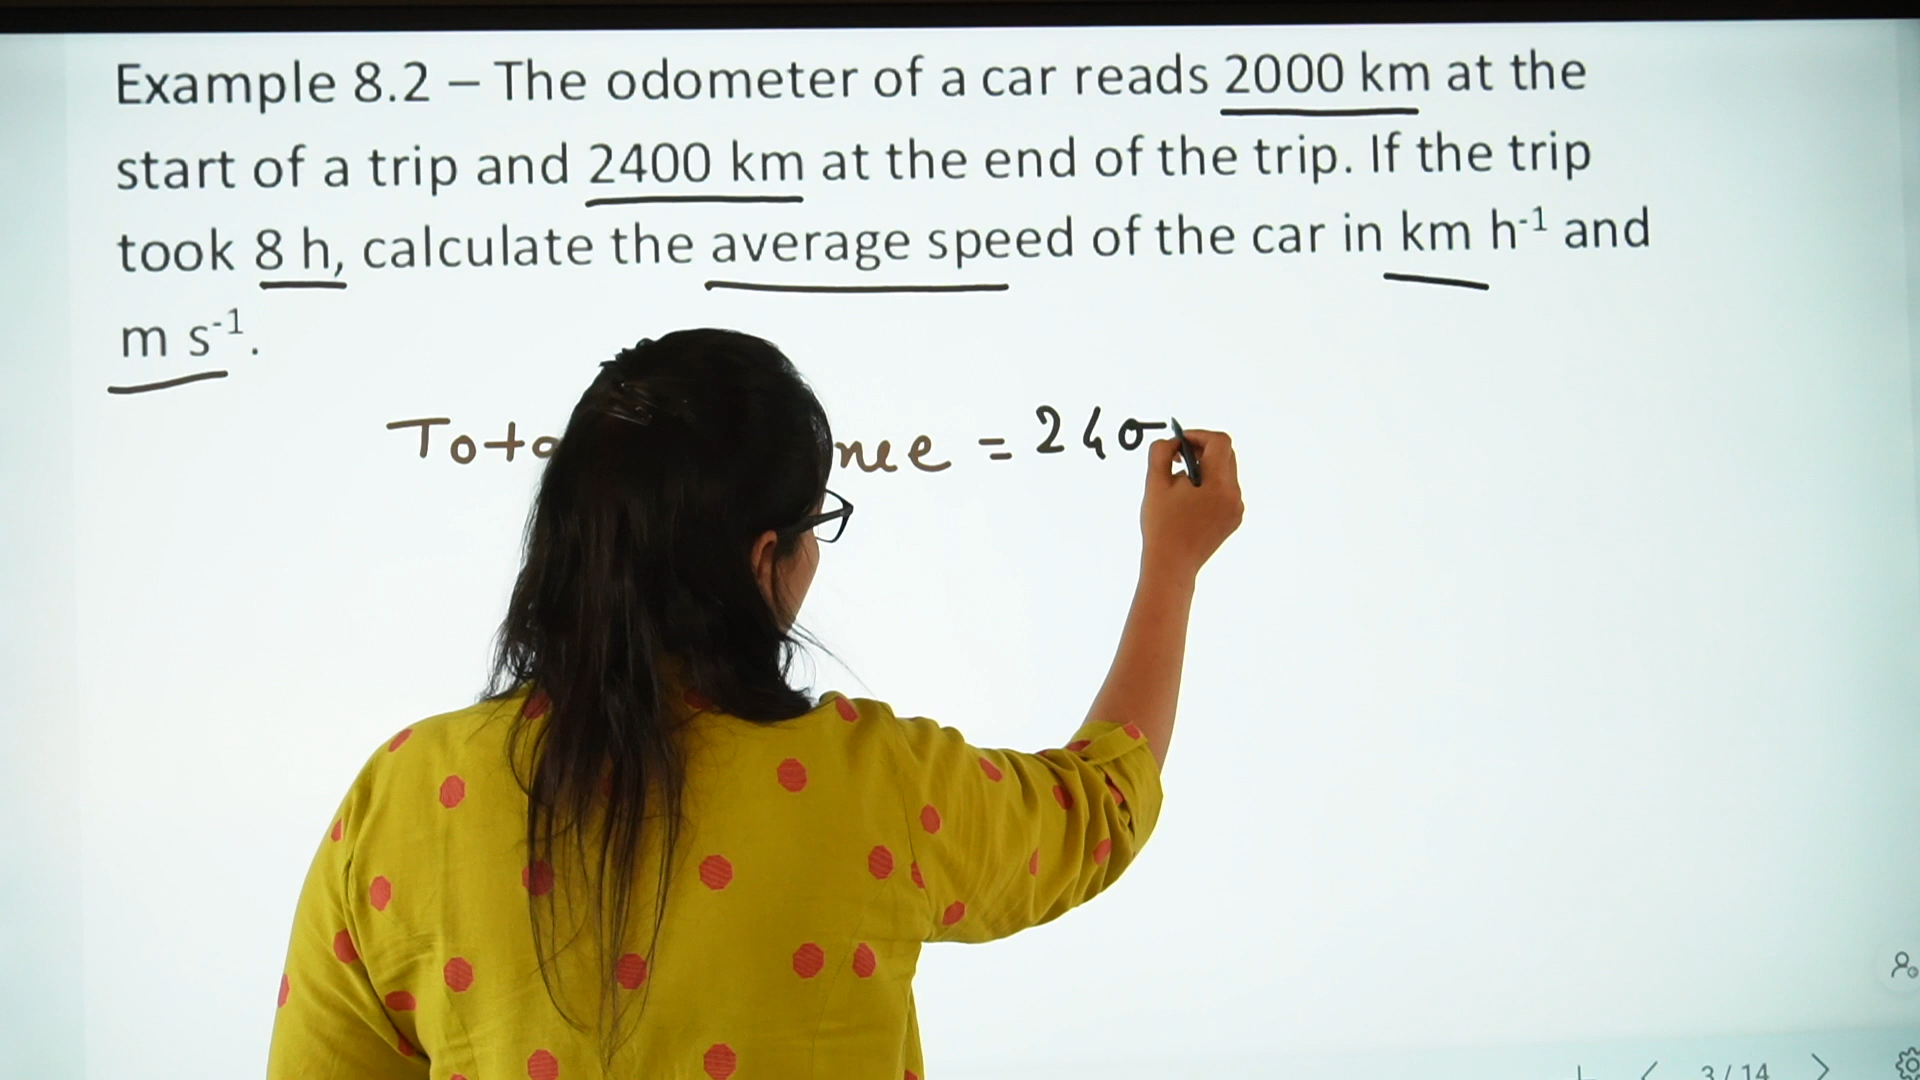 Example 8.2 – The odometer of a car reads 2000 km at the
start of a trip and 2400 km at the end of the trip. If the trip
took 8 h, calculate the average speed of the car in km h⁻¹ and
m s⁻¹.
= 240
3 / 14